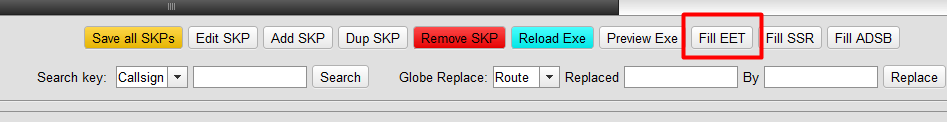 Save all SKPs Edit SKP Add SKP Dup SKP Remove SKP Reload Exe Preview Exe Fill EET Fill SSR Fill ADSB
Search key: Callsign Search Globe Replace: Route Replaced By Replace